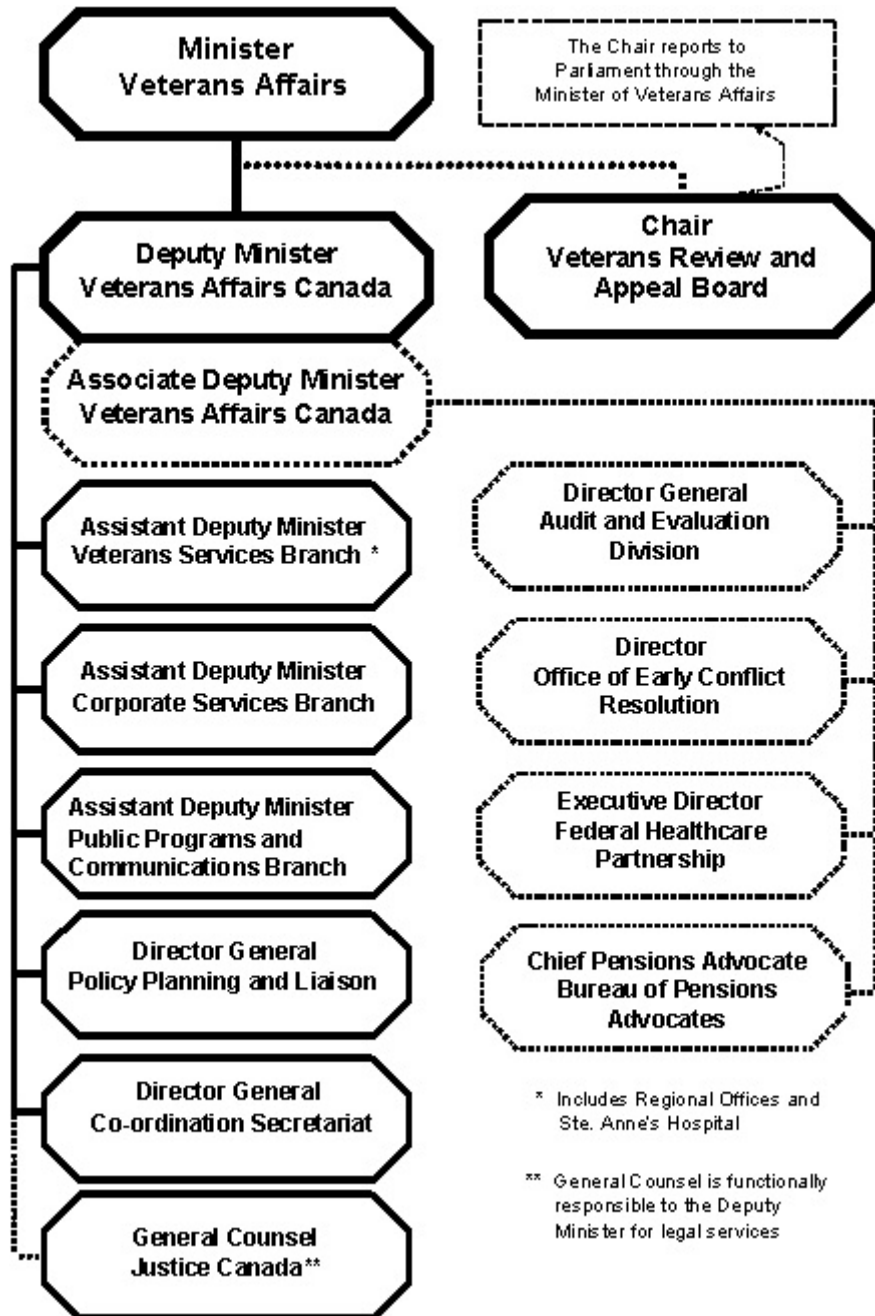 Minister
Veterans Affairs
The Chair reports to
Parliament through the
Minister of Veterans Affairs
Deputy Minister
Veterans Affairs Canada
Chair
Veterans Review and
Appeal Board
Associate Deputy Minister
Veterans Affairs Canada
Assistant Deputy Minister
Veterans Services Branch *
Director General
Audit and Evaluation
Division
Assistant Deputy Minister
Corporate Services Branch
Director
Office of Early Conflict
Resolution
Assistant Deputy Minister
Public Programs and
Communications Branch
Executive Director
Federal Healthcare
Partnership
Director General
Policy Planning and Liaison
Chief Pensions Advocate
Bureau of Pensions
Advocates
Director General
Co-ordination Secretariat
* Includes Regional Offices and
Ste. Anne's Hospital
General Counsel
Justice Canada**
** General Counsel is functionally
responsible to the Deputy
Minister for legal services